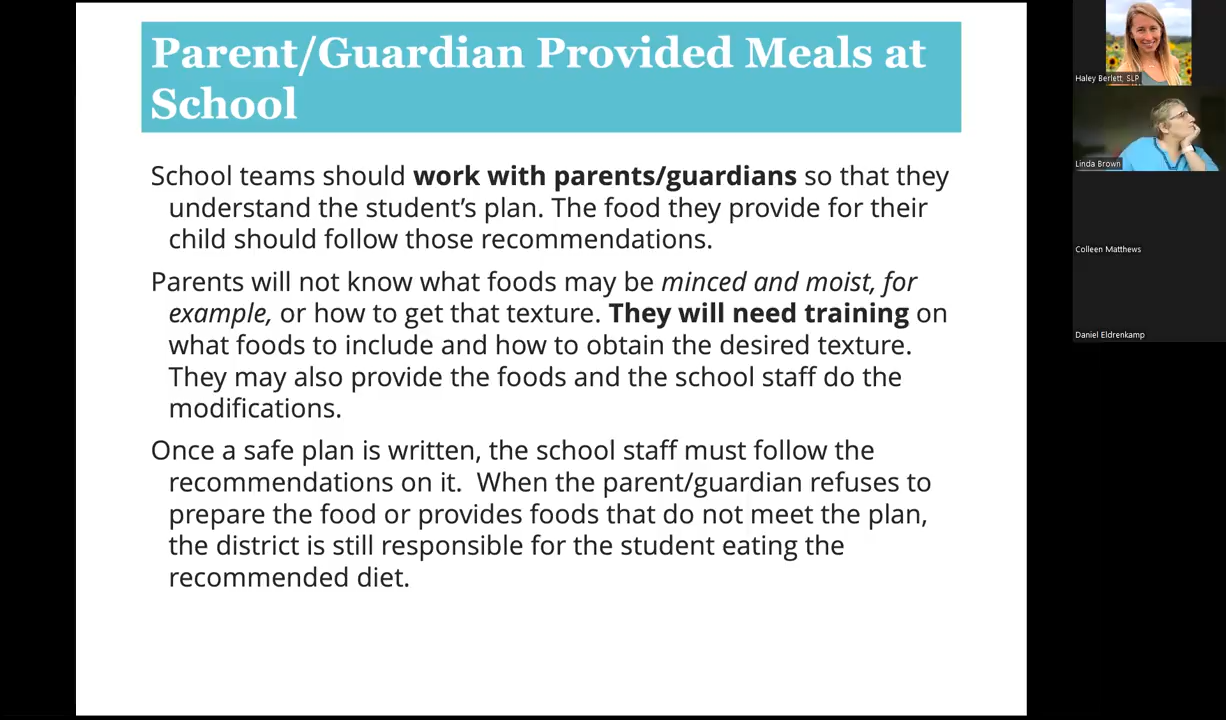 Parent/Guardian Provided Meals at
School
School teams should work with parents/guardians so that they
understand the student's plan. The food they provide for their
child should follow those recommendations.
Parents will not know what foods may be minced and moist, for
example, or how to get that texture. They will need training on
what foods to include and how to obtain the desired texture.
They may also provide the foods and the school staff do the
modifications.
Once a safe plan is written, the school staff must follow the
recommendations on it.  When the parent/guardian refuses to
prepare the food or provides foods that do not meet the plan,
the district is still responsible for the student eating the
recommended diet.
Haley Berlett, SLP
Linda Brown
Colleen Matthews
Daniel Eldrenkamp